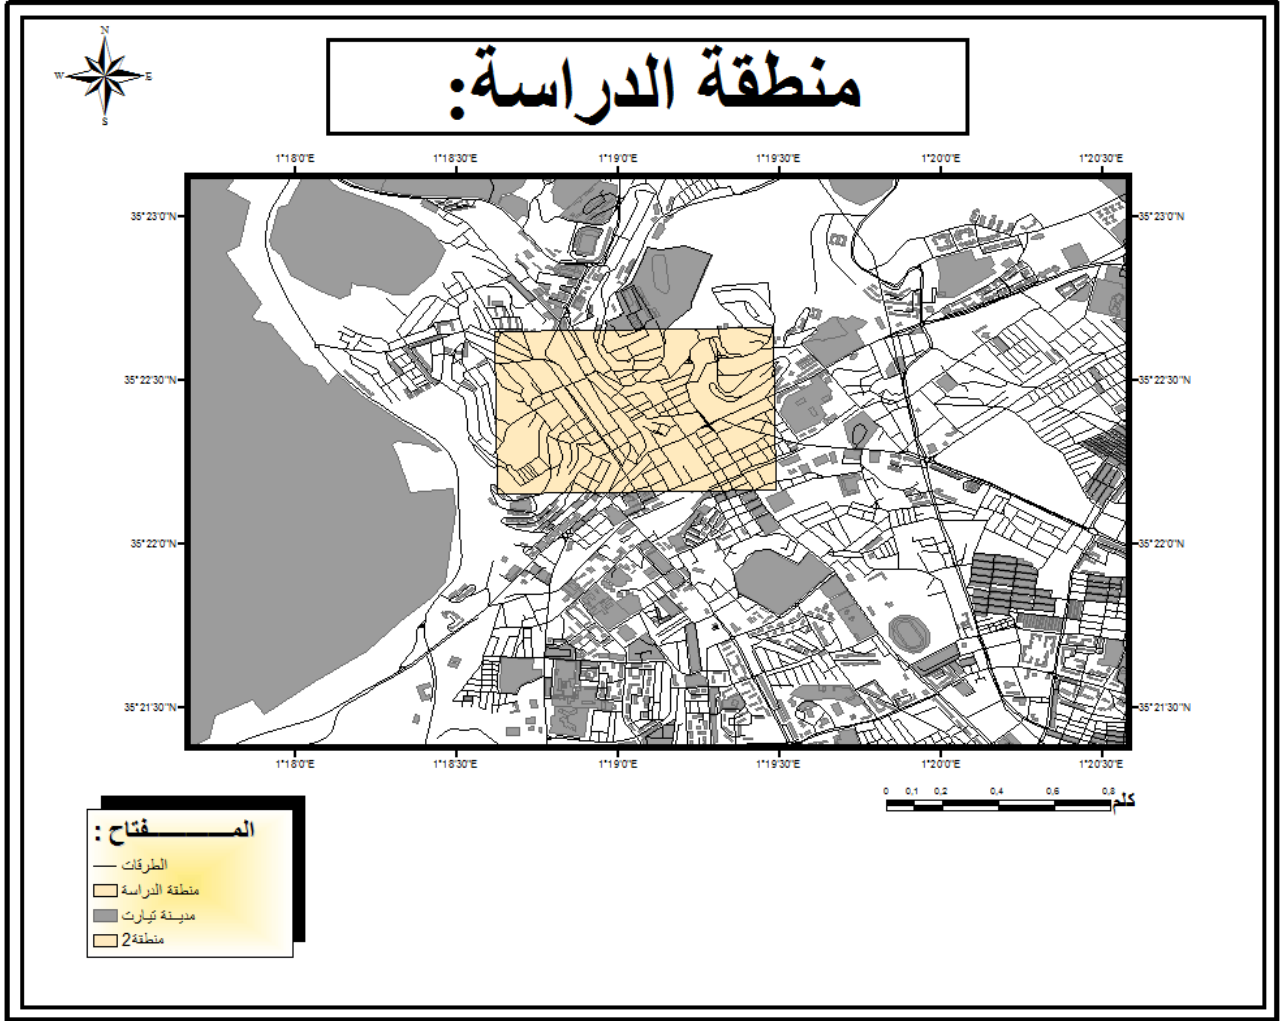 N
W E
S
منطقة الدراسة:
1°18'0"E 1°18'30"E 1°19'0"E 1°19'30"E 1°20'0"E 1°20'30"E
35°23'0"N 35°23'0"N
35°22'30"N 35°22'30"N
35°22'0"N 35°22'0"N
35°21'30"N 35°21'30"N
1°18'0"E 1°18'30"E 1°19'0"E 1°19'30"E 1°20'0"E 1°20'30"E
0 0,1 0,2 0,4 0,6 0,8
كلم
المـــــــــفتاح :
الطرقات
منطقة الدراسة
مديــنة تيـارت
منطقة2